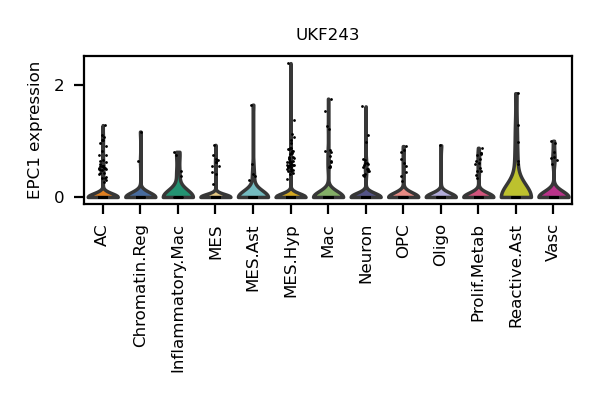 UKF243
EPC1 expression
2
0
AC
Chromatin.Reg
Inflammatory.Mac
MES
MES.Ast
MES.Hyp
Mac
Neuron
OPC
Oligo
Prolif.Metab
Reactive.Ast
Vasc